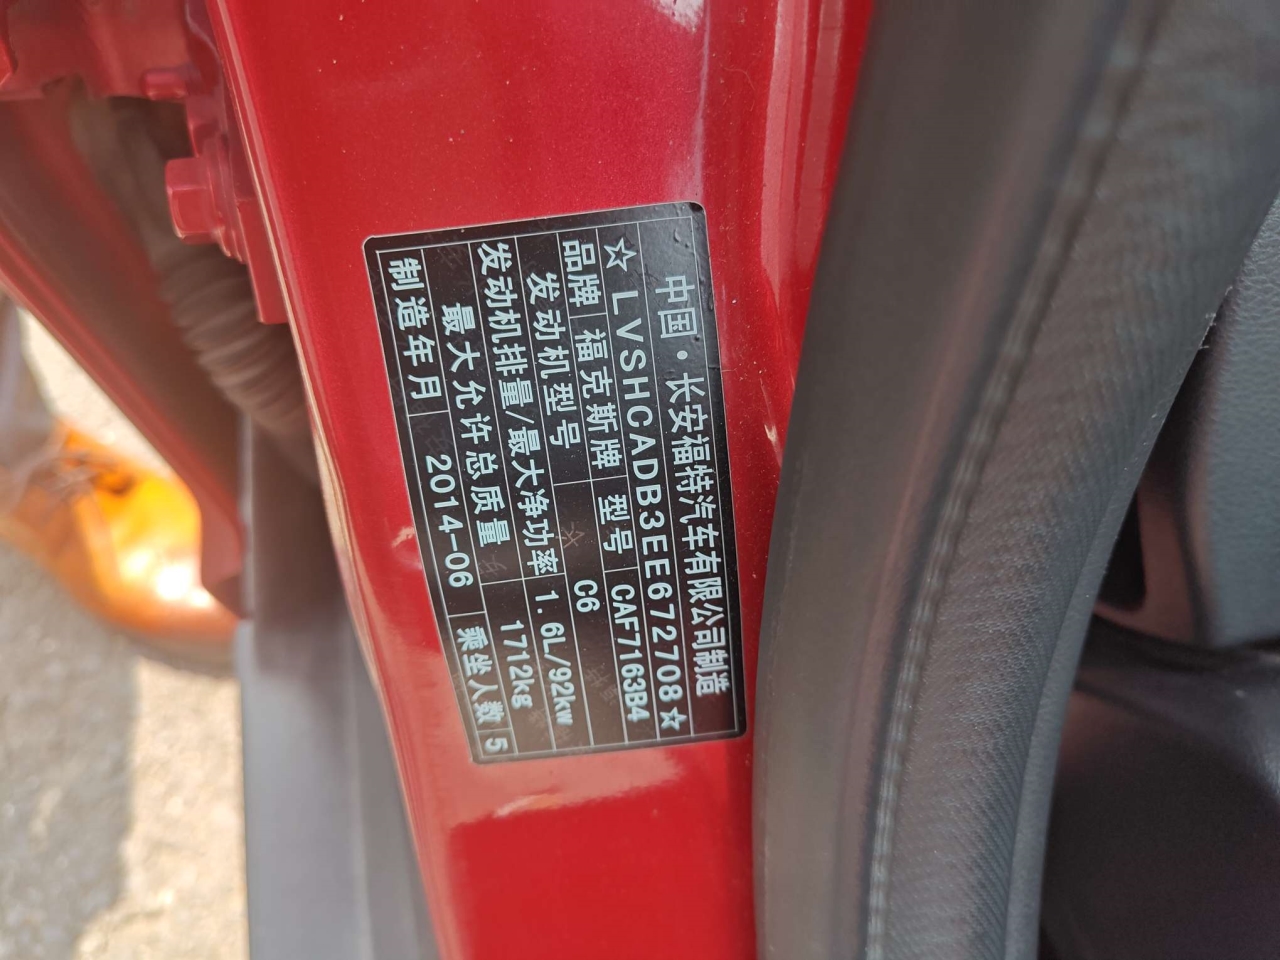 中国·长安福特汽车有限公司制造
☆LVSHCADB3EE672708☆
品牌 福克斯牌 型号 CAF7163B4
发动机型号 C6
发动机排量/最大净功率 1.6L/92kw
最大允许总质量 1712kg
制造年月 2014-06 乘坐人数 5